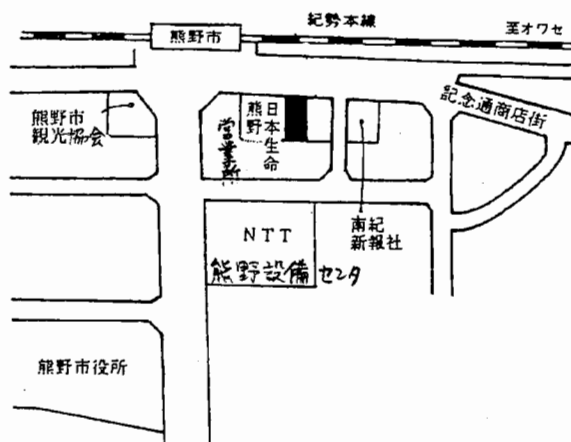 紀勢本線
至オワセ
熊野市
記念通商店街
熊野市
観光協会
日本生命
熊野
営業所
南紀
新報社
NTT
熊野設備センタ
熊野市役所